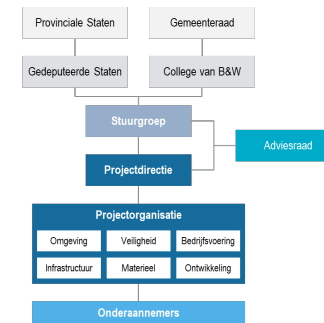 Provinciale Staten
Gemeenteraad
Gedeputeerde Staten
College van B&W
Stuurgroep
Adviesraad
Projectdirectie
Projectorganisatie
Omgeving
Veiligheid
Bedrijfsvoering
Infrastructuur
Materieel
Ontwikkeling
Onderaannemers